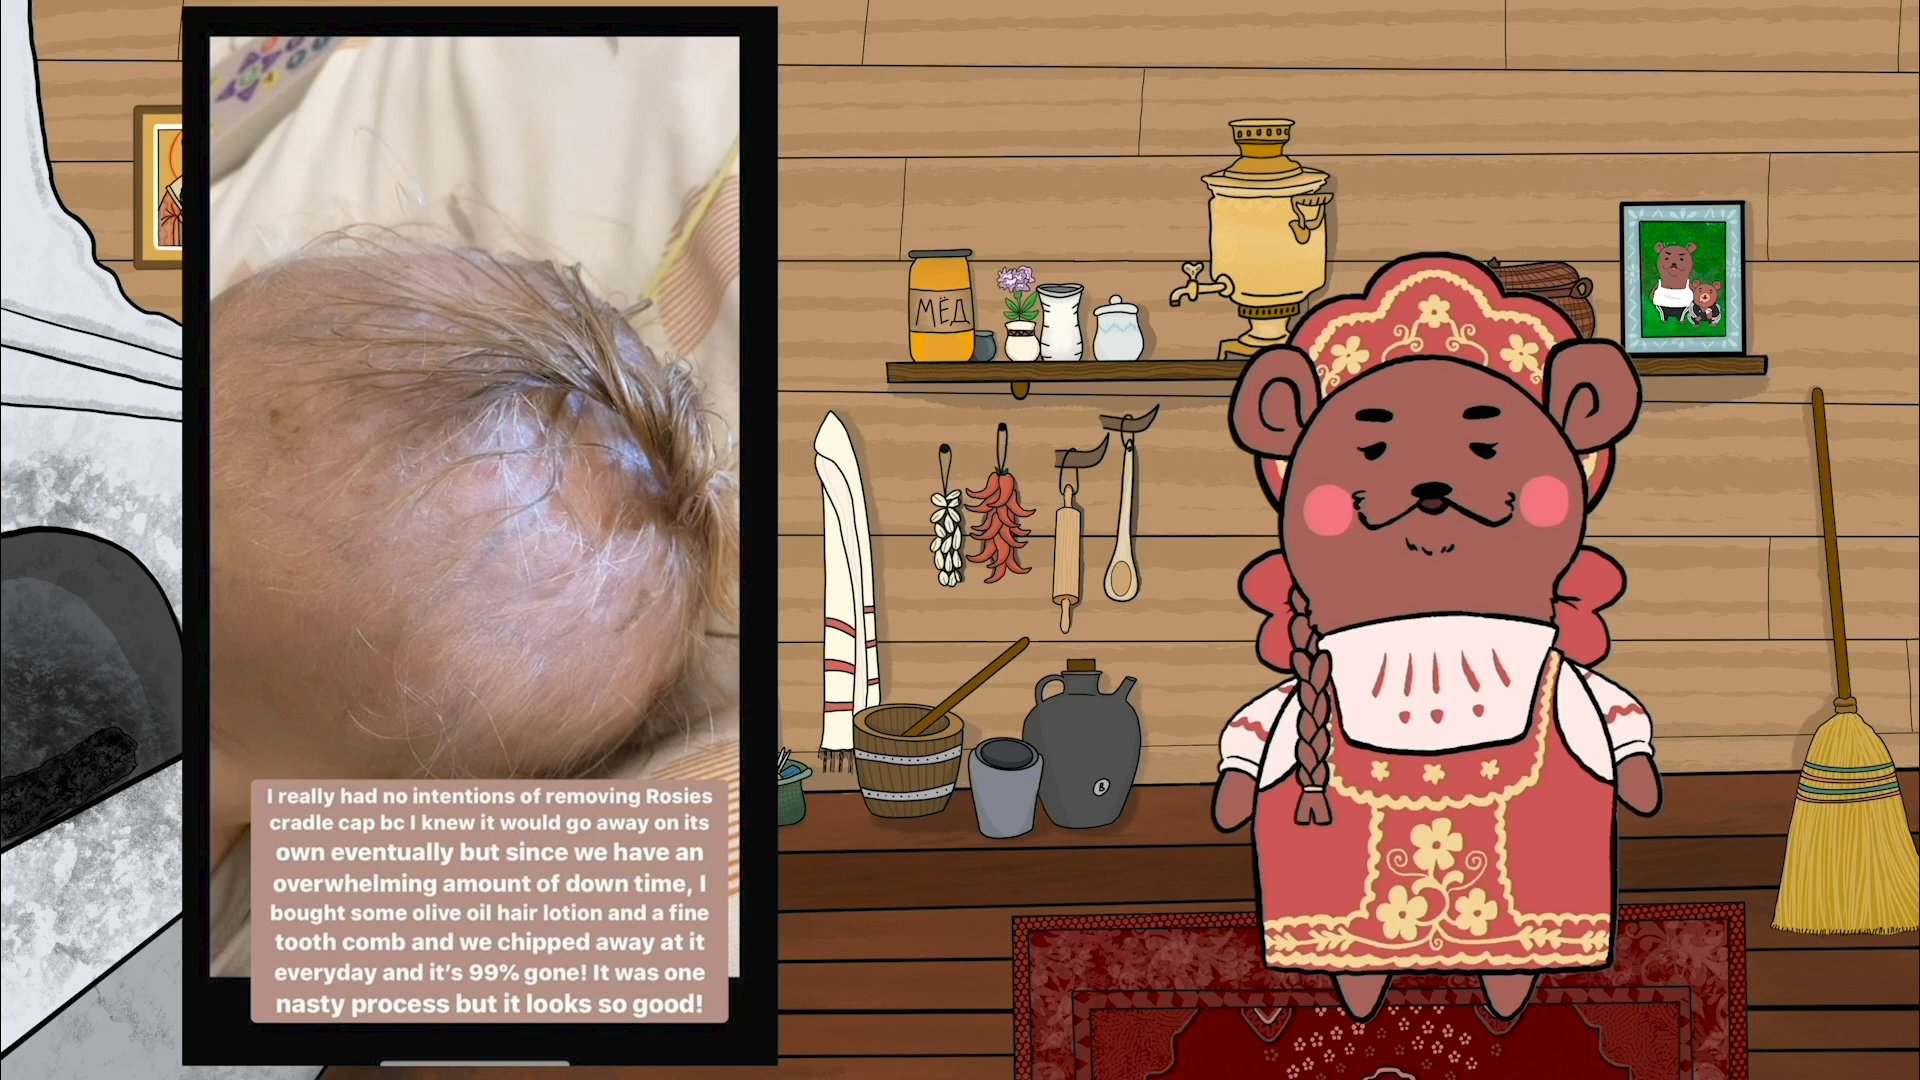 I really had no intentions of removing Rosies
cradle cap bc I knew it would go away on its
own eventually but since we have an
overwhelming amount of down time, I
bought some olive oil hair lotion and a fine
tooth comb and we chipped away at it
everyday and it's 99% gone! It was one
nasty process but it looks so good!
МЁД
В